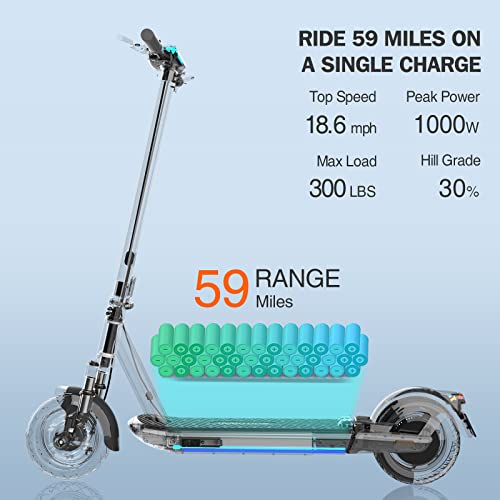 RIDE 59 MILES ON
A SINGLE CHARGE
Top Speed
18.6 mph
Peak Power
1000W
Max Load
300 LBS
Hill Grade
30%
59 RANGE
Miles